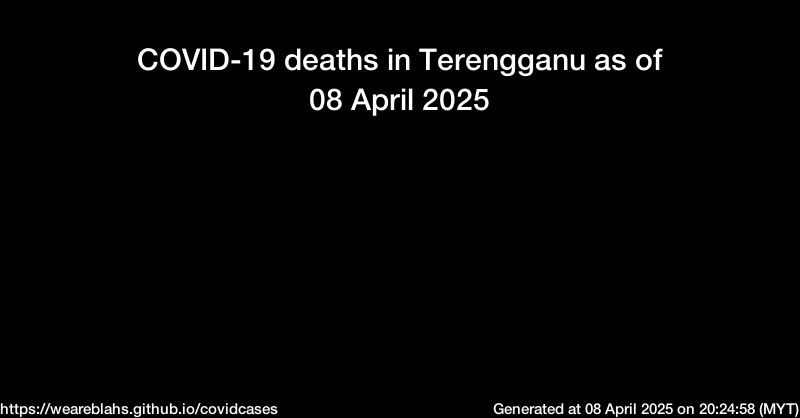 COVID-19 deaths in Terengganu as of
08 April 2025
https://weareblahs.github.io/covidcases
Generated at 08 April 2025 on 20:24:58 (MYT)